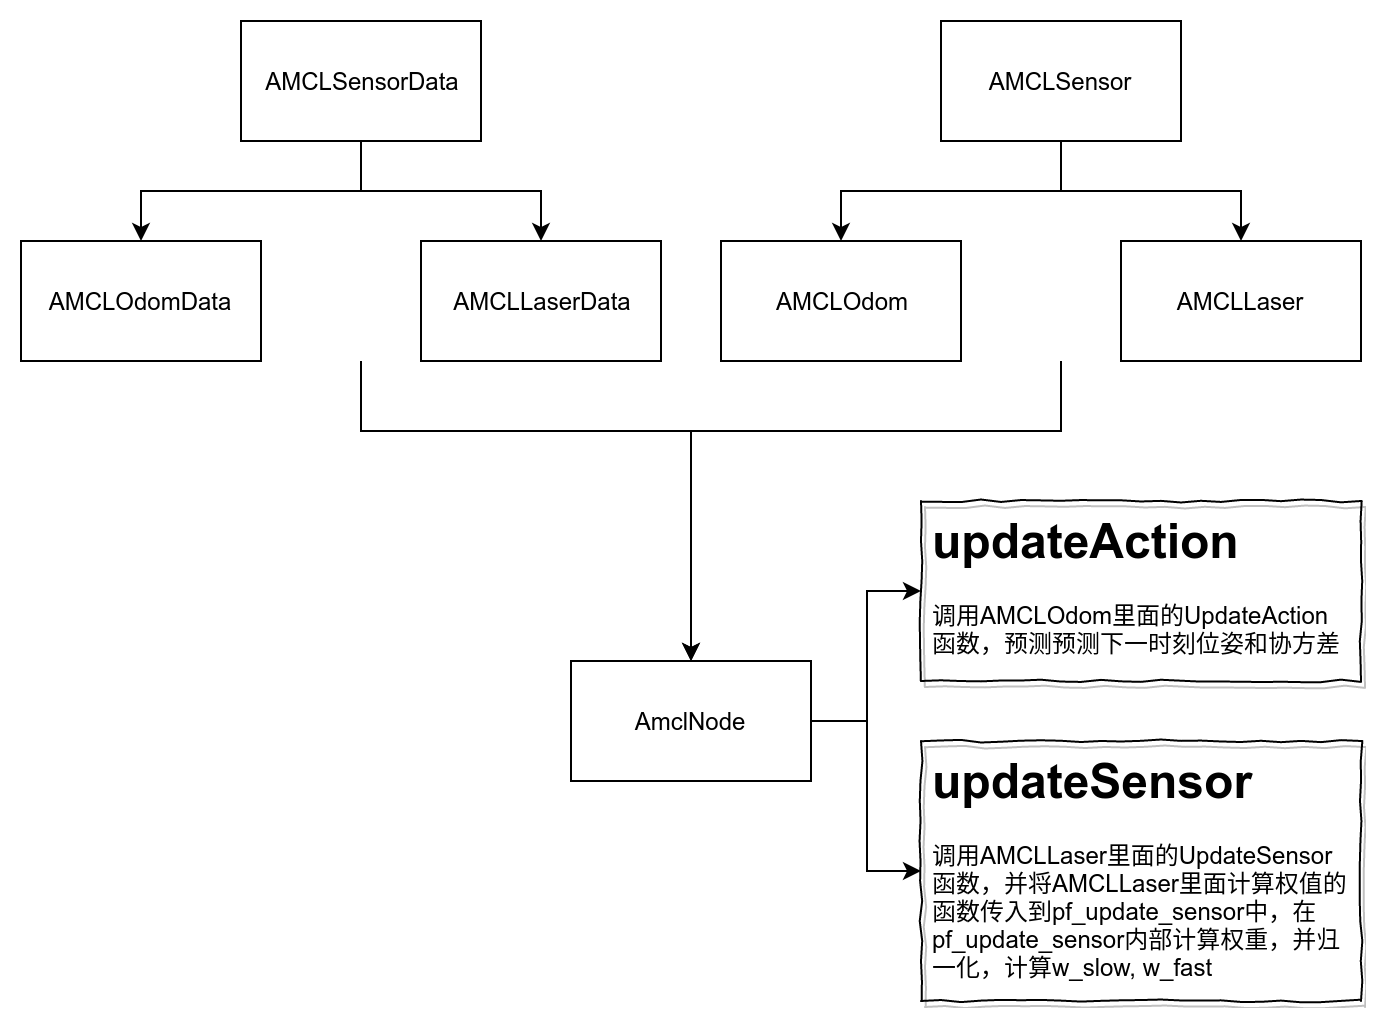 AMCLSensorData
AMCLSensor
AMCLOdomData
AMCLLaserData
AMCLOdom
AMCLLaser
updateAction
调用AMCLOdom里面的UpdateAction
函数，预测预测下一时刻位姿和协方差
AmclNode
updateSensor
调用AMCLLaser里面的UpdateSensor
函数，并将AMCLLaser里面计算权值的
函数传入到pf_update_sensor中，在
pf_update_sensor内部计算权重，并归
一化，计算w_slow, w_fast